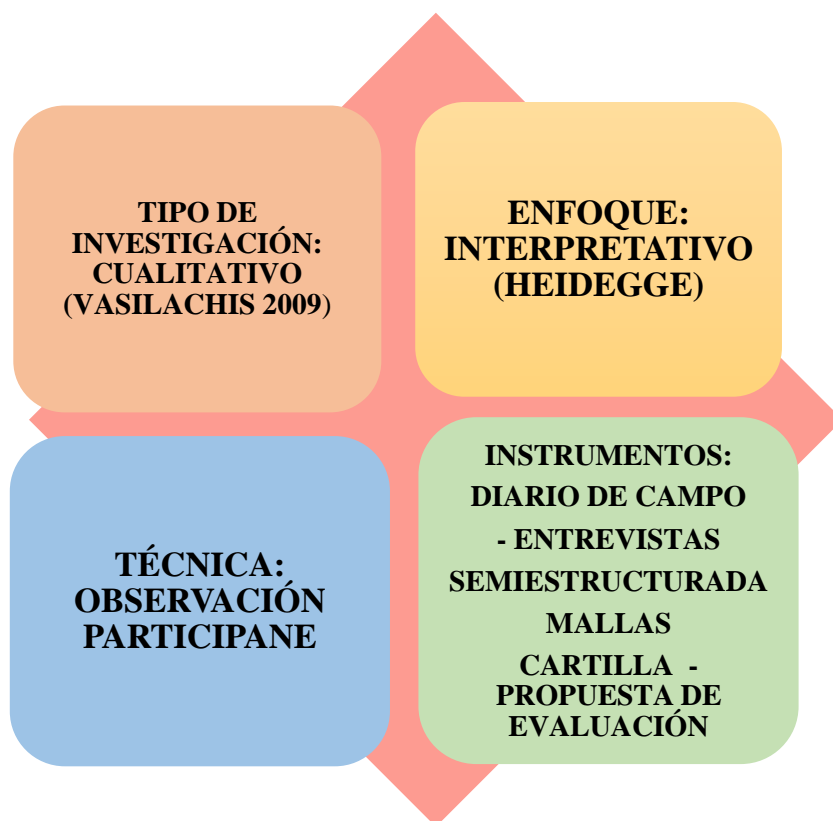 TIPO DE
INVESTIGACIÓN:
CUALITATIVO
(VASILACHIS 2009)
ENFOQUE:
INTERPRETATIVO
(HEIDEGGE)
TÉCNICA:
OBSERVACIÓN
PARTICIPANE
INSTRUMENTOS:
DIARIO DE CAMPO
- ENTREVISTAS
SEMIESTRUCTURADA
MALLAS
CARTILLA -
PROPUESTA DE
EVALUACIÓN